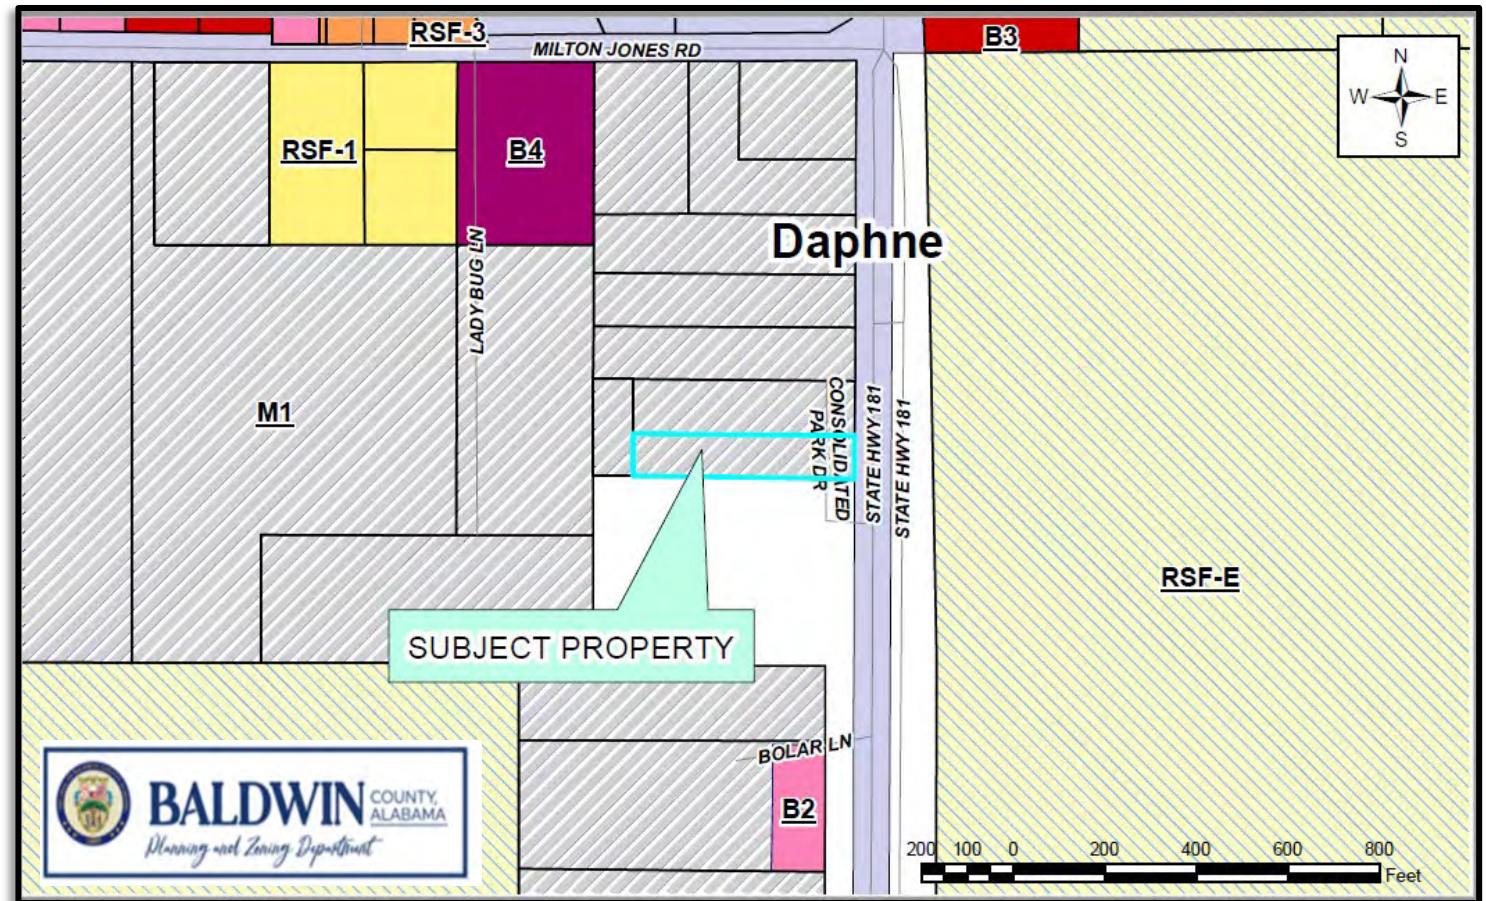 RSF-3
MILTON JONES RD
B3
N
W E
S
RSF-1
B4
Daphne
LADY BUG LN
M1
CONSOLIDATED
PARK DR
STATE HWY 181
STATE HWY 181
RSF-E
SUBJECT PROPERTY
BOLAR LN
B2
BALDWIN COUNTY, ALABAMA
Planning and Zoning Department
200 100 0 200 400 600 800
Feet